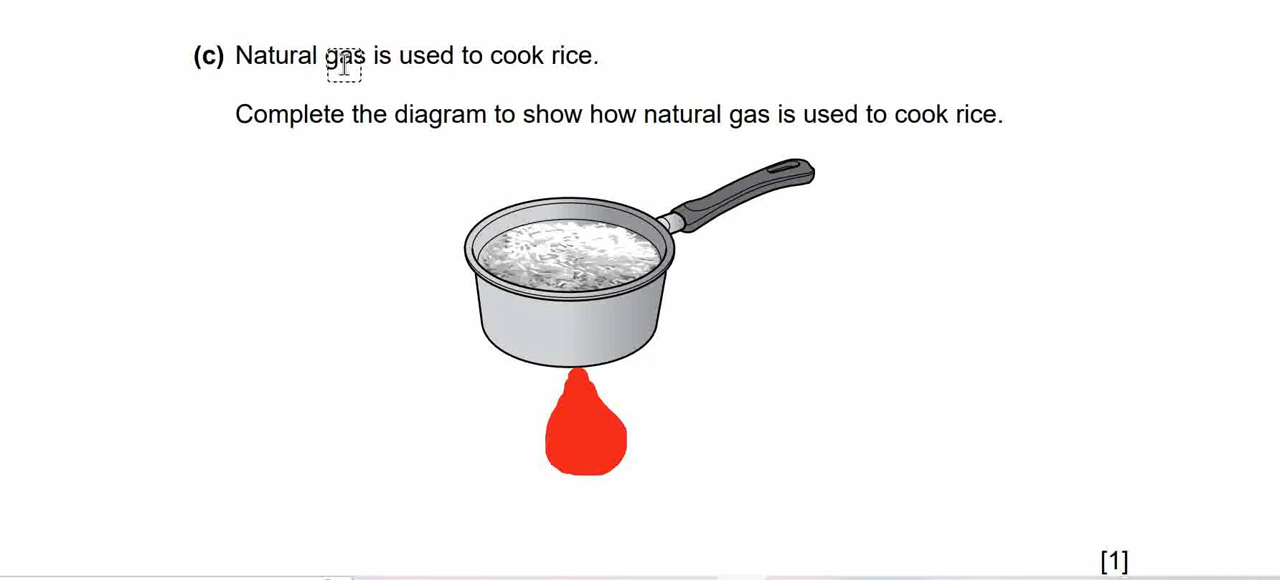 (c) Natural gas is used to cook rice.
Complete the diagram to show how natural gas is used to cook rice.
[1]